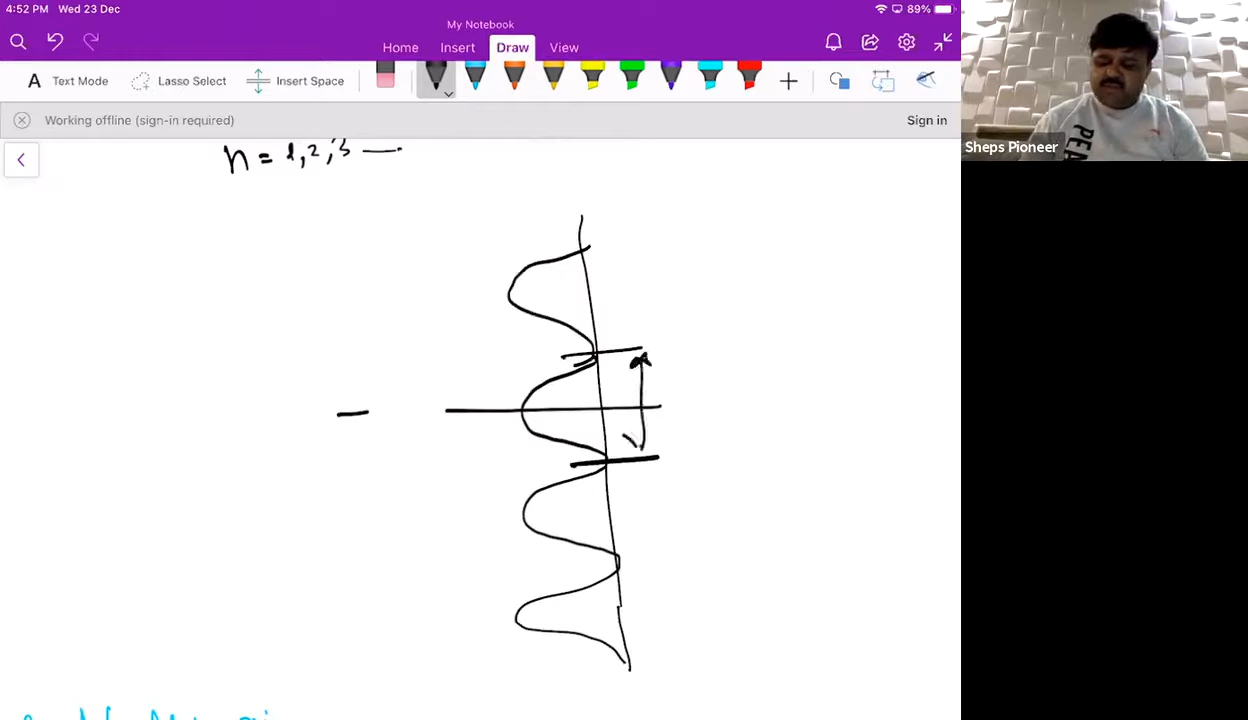 4:52 PM Wed 23 Dec
89%
My Notebook
Home Insert Draw View
Text Mode Lasso Select Insert Space
Working offline (sign-in required) Sign in
n = 1, 2, 3 —
Sheps Pioneer